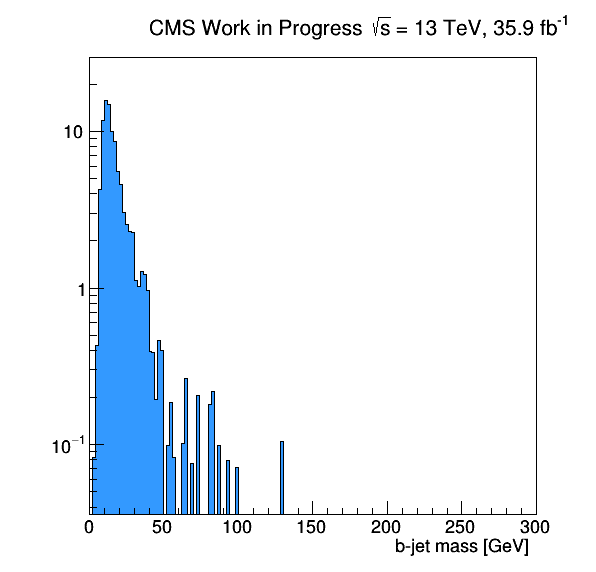 CMS Work in Progress √s = 13 TeV, 35.9 fb⁻¹
10
1
10⁻¹
0 50 100 150 200 250 300
b-jet mass [GeV]